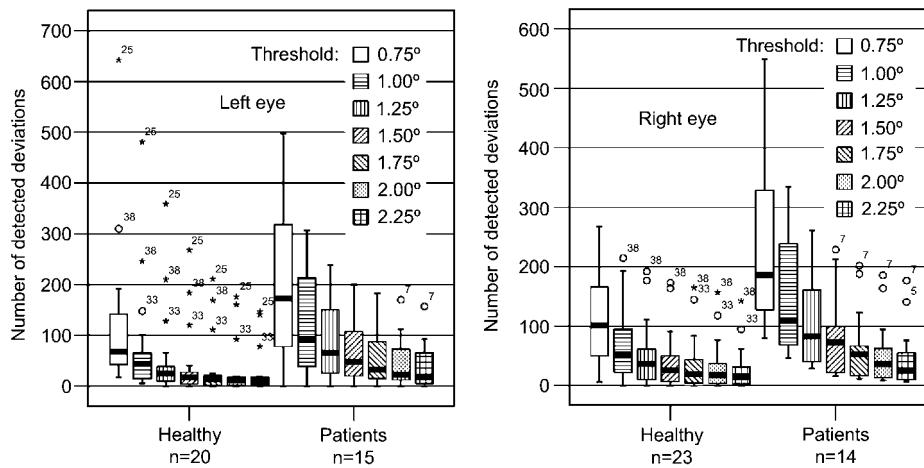 Number of detected deviations
700
600
500
400
300
200
100
0
Threshold:
0.75º
1.00º
1.25º
1.50º
1.75º
2.00º
2.25º
Left eye
25
38
25
38
33
25
38
33
25
38
33
25
38
33
25
33
25
33
7
7
Healthy
n=20
Patients
n=15
Number of detected deviations
600
500
400
300
200
100
0
Threshold:
0.75º
1.00º
1.25º
1.50º
1.75º
2.00º
2.25º
Right eye
38
38
38
33
38
33
38
33
38
33
7
7
7
7
5
Healthy
n=23
Patients
n=14